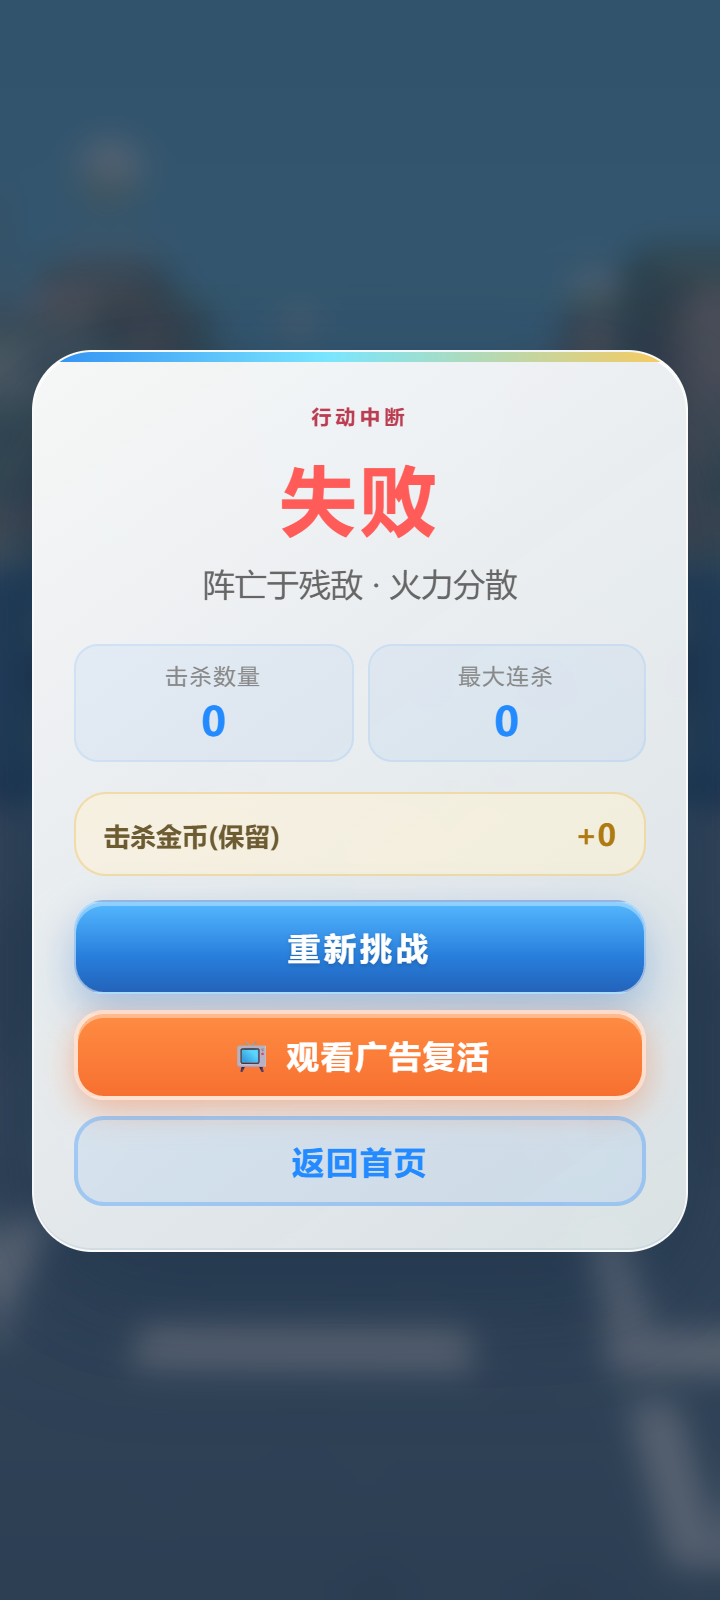 行动中断
失败
阵亡于残敌 · 火力分散
击杀数量
0
最大连杀
0
击杀金币(保留)
+0
重新挑战
观看广告复活
返回首页